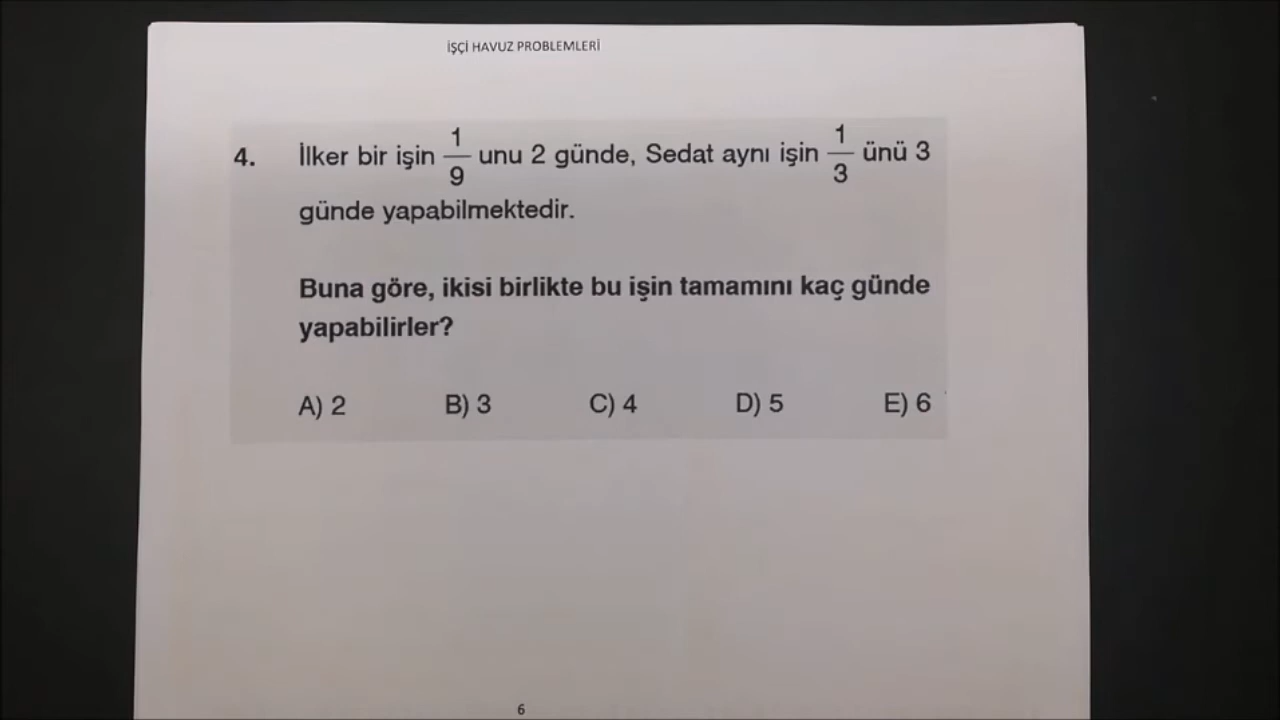 İŞÇİ HAVUZ PROBLEMLERİ
4. İlker bir işin 1/9 unu 2 günde, Sedat aynı işin 1/3 ünü 3
günde yapabilmektedir.
Buna göre, ikisi birlikte bu işin tamamını kaç günde
yapabilirler?
A) 2 B) 3 C) 4 D) 5 E) 6
6